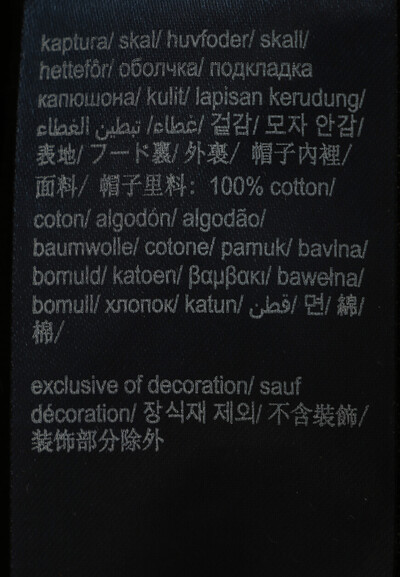 kaptura/ skal/ huvfoder/ skall/
hettefôr/ оболчка/ подкладка
капюшона/ kulit/ lapisan kerudung/
غطاء/ تبطين الغطاء/ 겉감/ 모자 안감/
表地/ フード裏/ 外裏/ 帽子內裡/
面料/ 帽子里料: 100% cotton/
coton/ algodón/ algodão/
baumwolle/ cotone/ pamuk/ bavlna/
bomuld/ katoen/ βαμβακι/ bawełna/
bomull/ хлопок/ katun/ قطن/ 면/ 綿/
棉/
exclusive of decoration/ sauf
décoration/ 장식재 제외/ 不含裝飾/
装饰部分除外